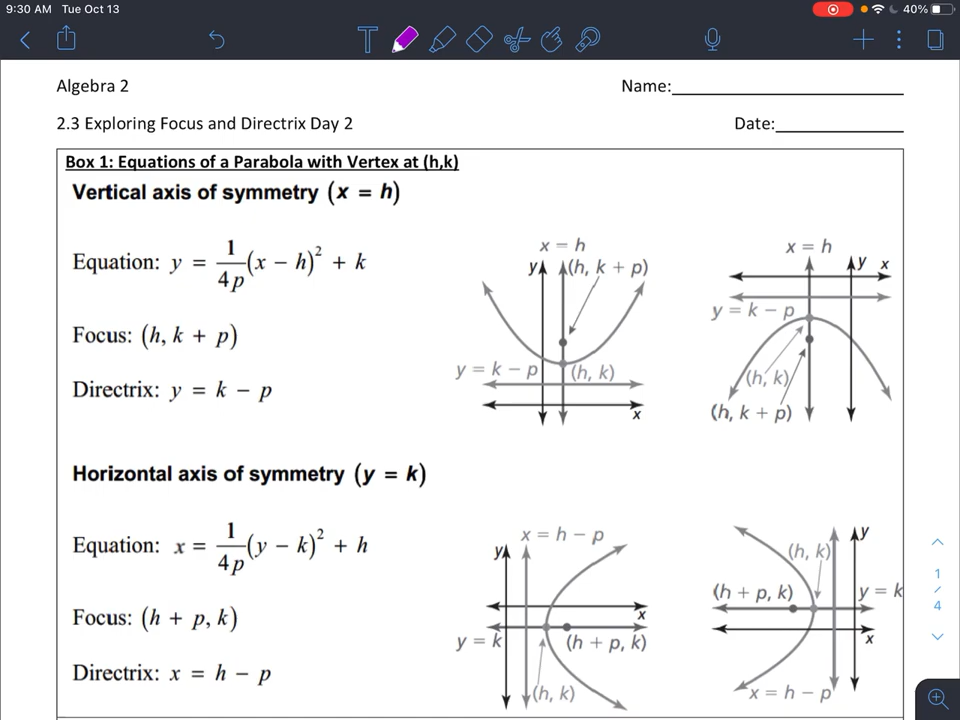 9:30 AM Tue Oct 13
40%
Algebra 2
Name:
2.3 Exploring Focus and Directrix Day 2
Date:
Box 1: Equations of a Parabola with Vertex at (h,k)
Vertical axis of symmetry (x = h)
Equation: y = 1/4p (x − h)² + k
Focus: (h, k + p)
Directrix: y = k − p
x = h
y
(h, k + p)
y = k − p
(h, k)
x
x = h
y
x
y = k − p
(h, k)
(h, k + p)
Horizontal axis of symmetry (y = k)
Equation: x = 1/4p (y − k)² + h
Focus: (h + p, k)
Directrix: x = h − p
x = h − p
y
x
y = k
(h + p, k)
(h, k)
y
(h, k)
(h + p, k)
y = k
x
x = h − p
1
/
4